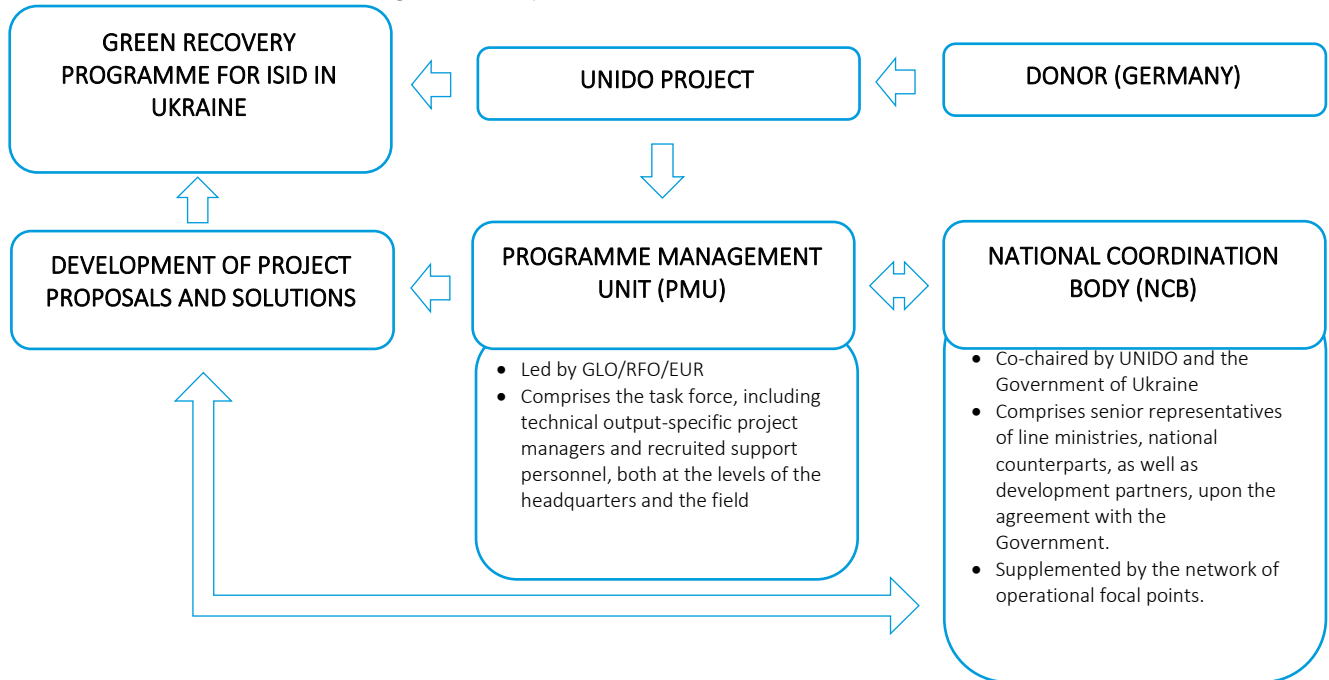 GREEN RECOVERY
PROGRAMME FOR ISID IN
UKRAINE
UNIDO PROJECT
DONOR (GERMANY)
DEVELOPMENT OF PROJECT
PROPOSALS AND SOLUTIONS
PROGRAMME MANAGEMENT
UNIT (PMU)
NATIONAL COORDINATION
BODY (NCB)
• Led by GLO/RFO/EUR
• Comprises the task force, including
technical output-specific project
managers and recruited support
personnel, both at the levels of the
headquarters and the field
• Co-chaired by UNIDO and the
Government of Ukraine
• Comprises senior representatives
of line ministries, national
counterparts, as well as
development partners, upon the
agreement with the
Government.
• Supplemented by the network of
operational focal points.